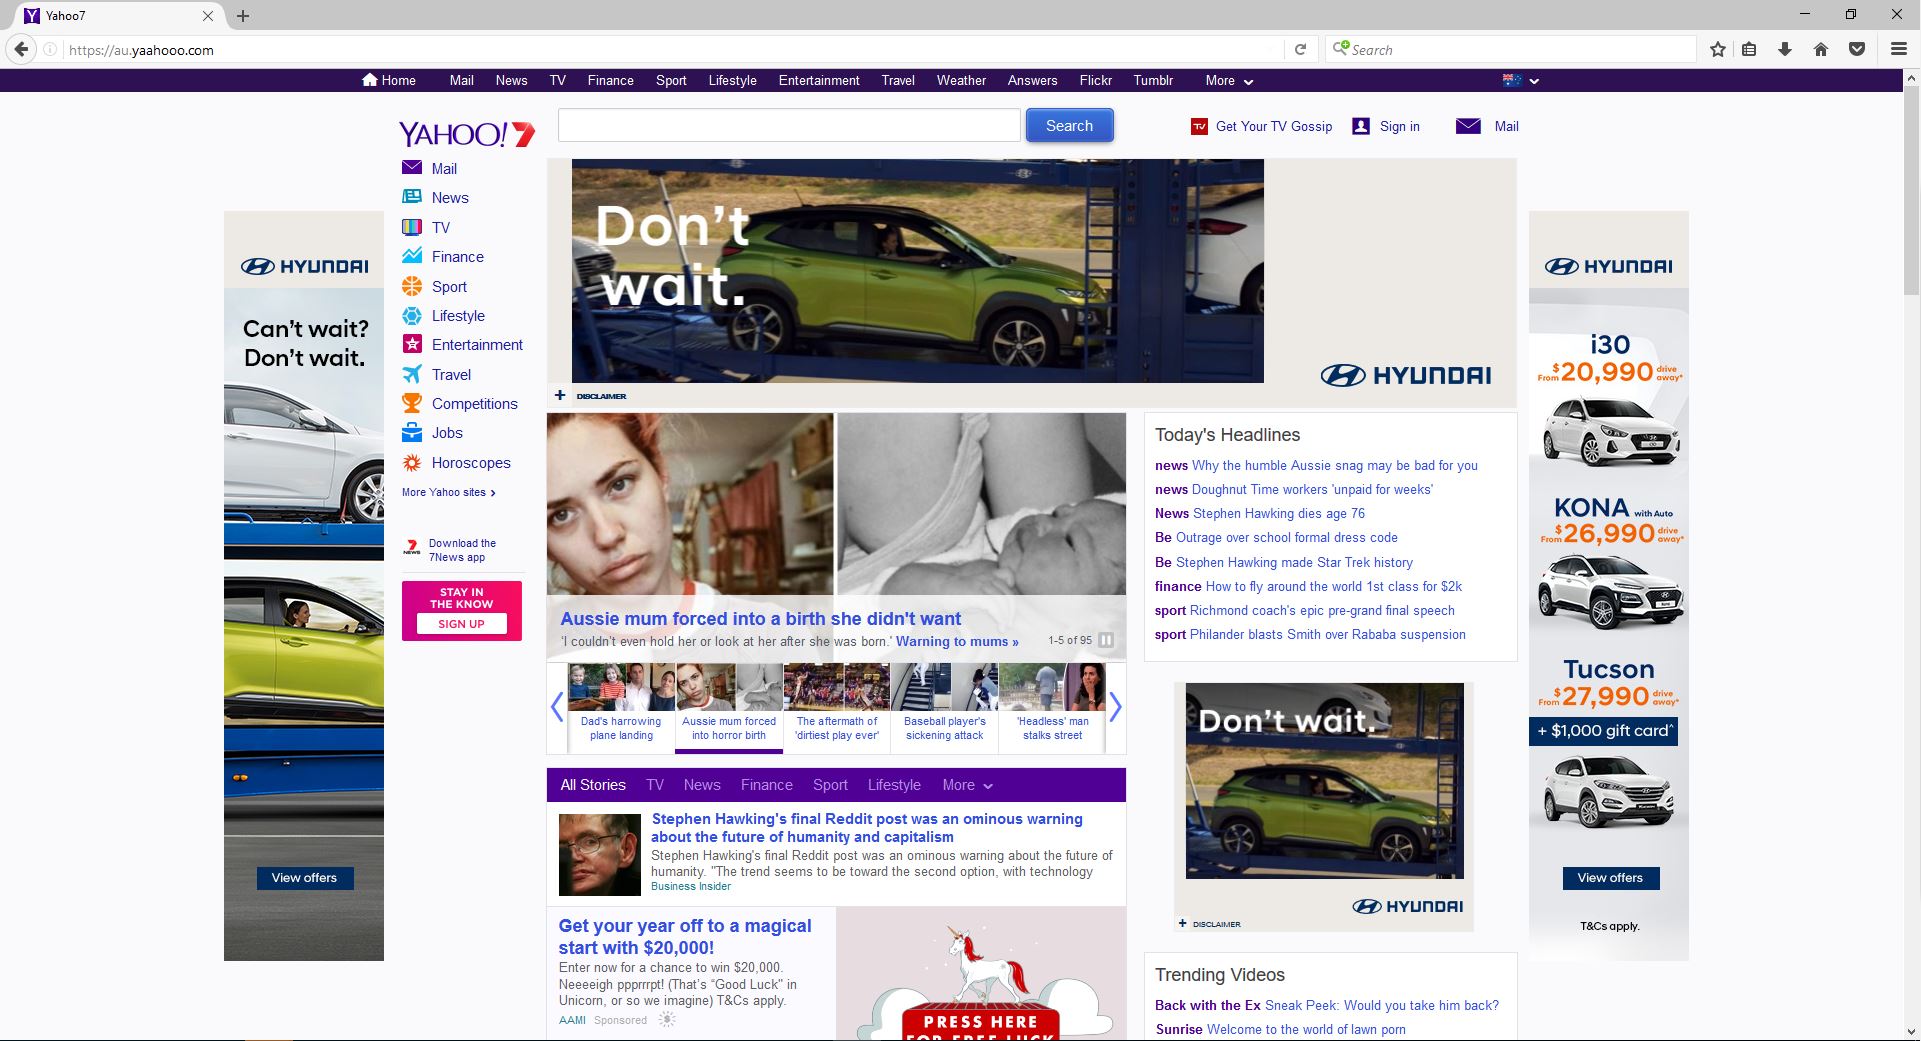 Yahoo7
https://au.yaahooo.com
Search
Home Mail News TV Finance Sport Lifestyle Entertainment Travel Weather Answers Flickr Tumblr More
YAHOO!7
Search
TV Get Your TV Gossip Sign in Mail
Mail
News
TV
Finance
Sport
Lifestyle
Entertainment
Travel
Competitions
Jobs
Horoscopes
More Yahoo sites
7 NEWS
Download the
7News app
STAY IN
THE KNOW
SIGN UP
HYUNDAI
Can't wait?
Don't wait.
View offers
Don't
wait.
HYUNDAI
+ DISCLAIMER
Aussie mum forced into a birth she didn't want
'I couldn't even hold her or look at her after she was born.' Warning to mums »
1-5 of 95
Dad's harrowing
plane landing
Aussie mum forced
into horror birth
The aftermath of
'dirtiest play ever'
Baseball player's
sickening attack
'Headless' man
stalks street
All Stories TV News Finance Sport Lifestyle More
Stephen Hawking's final Reddit post was an ominous warning
about the future of humanity and capitalism
Stephen Hawking's final Reddit post was an ominous warning about the future of
humanity. "The trend seems to be toward the second option, with technology
Business Insider
Get your year off to a magical
start with $20,000!
Enter now for a chance to win $20,000.
Neeeeigh ppprrrpt! (That's "Good Luck" in
Unicorn, or so we imagine) T&Cs apply.
AAMI Sponsored
PRESS HERE
FOR FREE LUCK
Today's Headlines
news Why the humble Aussie snag may be bad for you
news Doughnut Time workers 'unpaid for weeks'
News Stephen Hawking dies age 76
Be Outrage over school formal dress code
Be Stephen Hawking made Star Trek history
finance How to fly around the world 1st class for $2k
sport Richmond coach's epic pre-grand final speech
sport Philander blasts Smith over Rababa suspension
Don't wait.
HYUNDAI
+ DISCLAIMER
Trending Videos
Back with the Ex Sneak Peek: Would you take him back?
Sunrise Welcome to the world of lawn porn
HYUNDAI
i30
From $20,990 drive away*
KONA with Auto
From $26,990 drive away*
Tucson
From $27,990 drive away*
+ $1,000 gift card^
View offers
T&Cs apply.